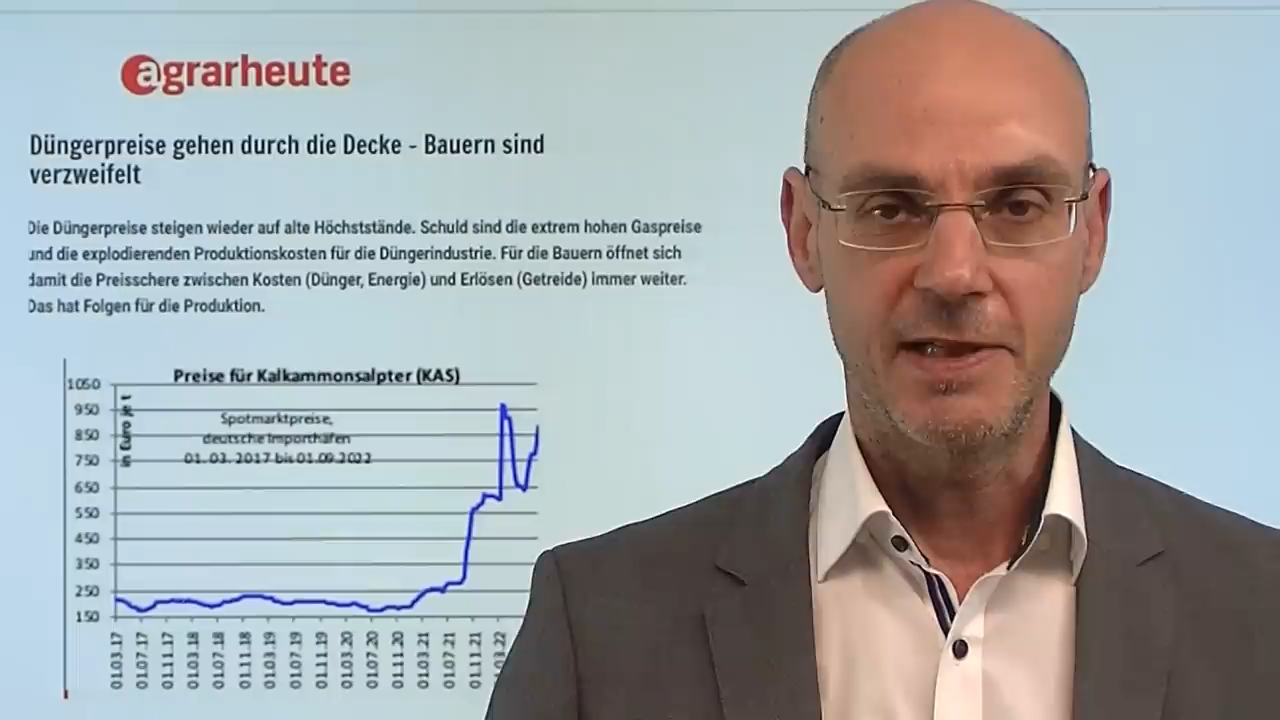 agrarheute
Düngerpreise gehen durch die Decke - Bauern sind
verzweifelt
Die Düngerpreise steigen wieder auf alte Höchststände. Schuld sind die extrem hohen Gaspreise
und die explodierenden Produktionskosten für die Düngerindustrie. Für die Bauern öffnet sich
damit die Preisschere zwischen Kosten (Dünger, Energie) und Erlösen (Getreide) immer weiter.
Das hat Folgen für die Produktion.
Preise für Kalkammonsalpter (KAS)
in Euro je t
Spotmarktpreise,
deutsche Importhäfen
01. 03. 2017 bis 01.09.2022
1050
950
850
750
650
550
450
350
250
150
01.03.17
01.07.17
01.11.17
01.03.18
01.07.18
01.11.18
01.03.19
01.07.19
01.11.19
01.03.20
01.07.20
01.11.20
01.03.21
01.07.21
01.11.21
.03.22